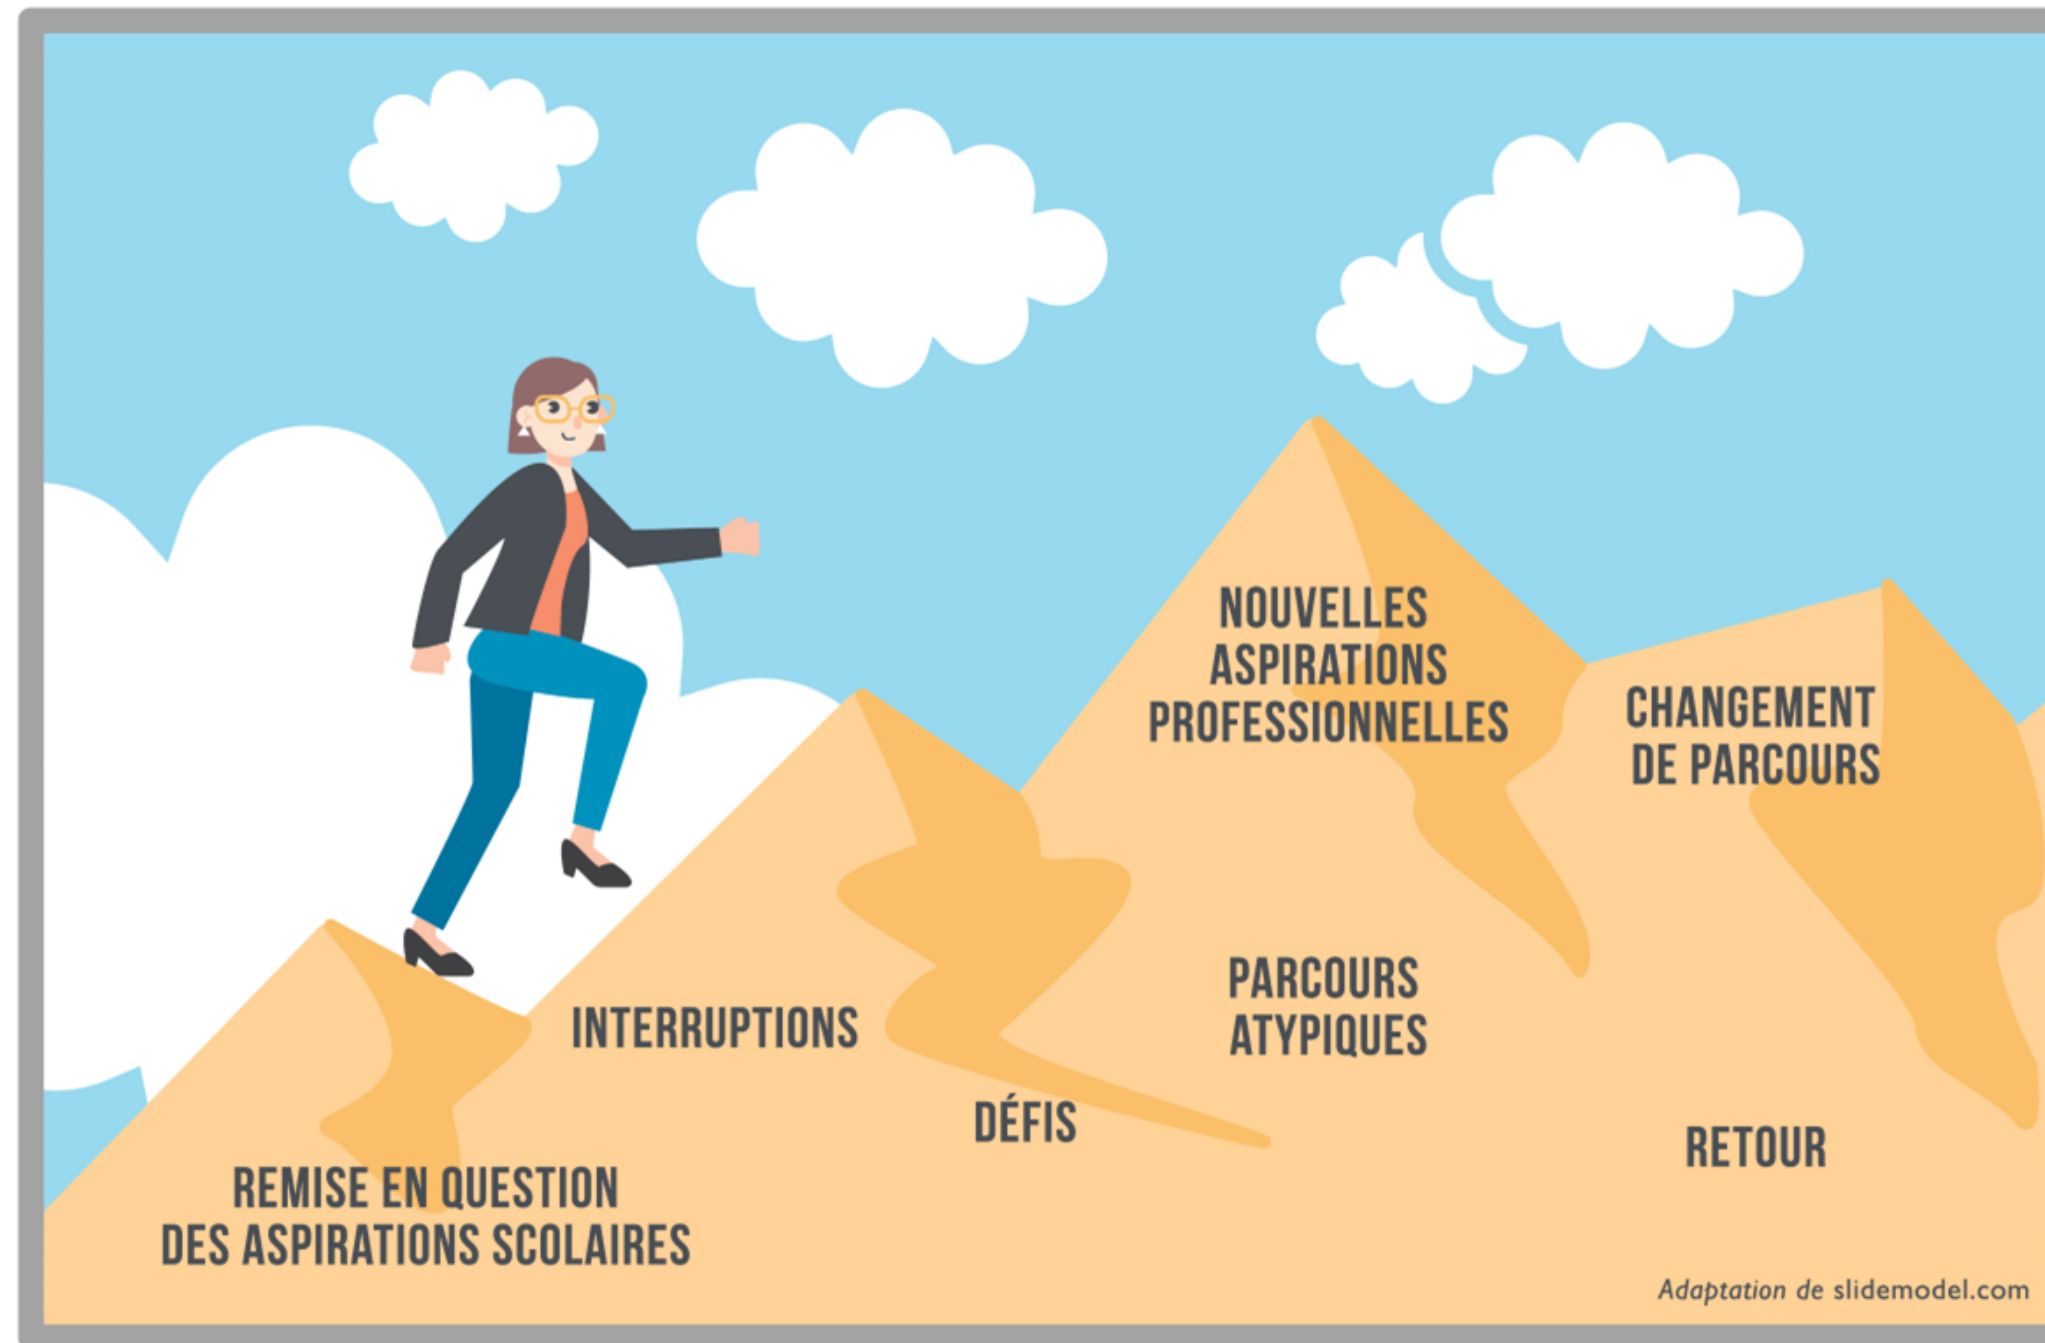 NOUVELLES
ASPIRATIONS
PROFESSIONNELLES
CHANGEMENT
DE PARCOURS
PARCOURS
ATYPIQUES
INTERRUPTIONS
DÉFIS
RETOUR
REMISE EN QUESTION
DES ASPIRATIONS SCOLAIRES
Adaptation de slidemodel.com